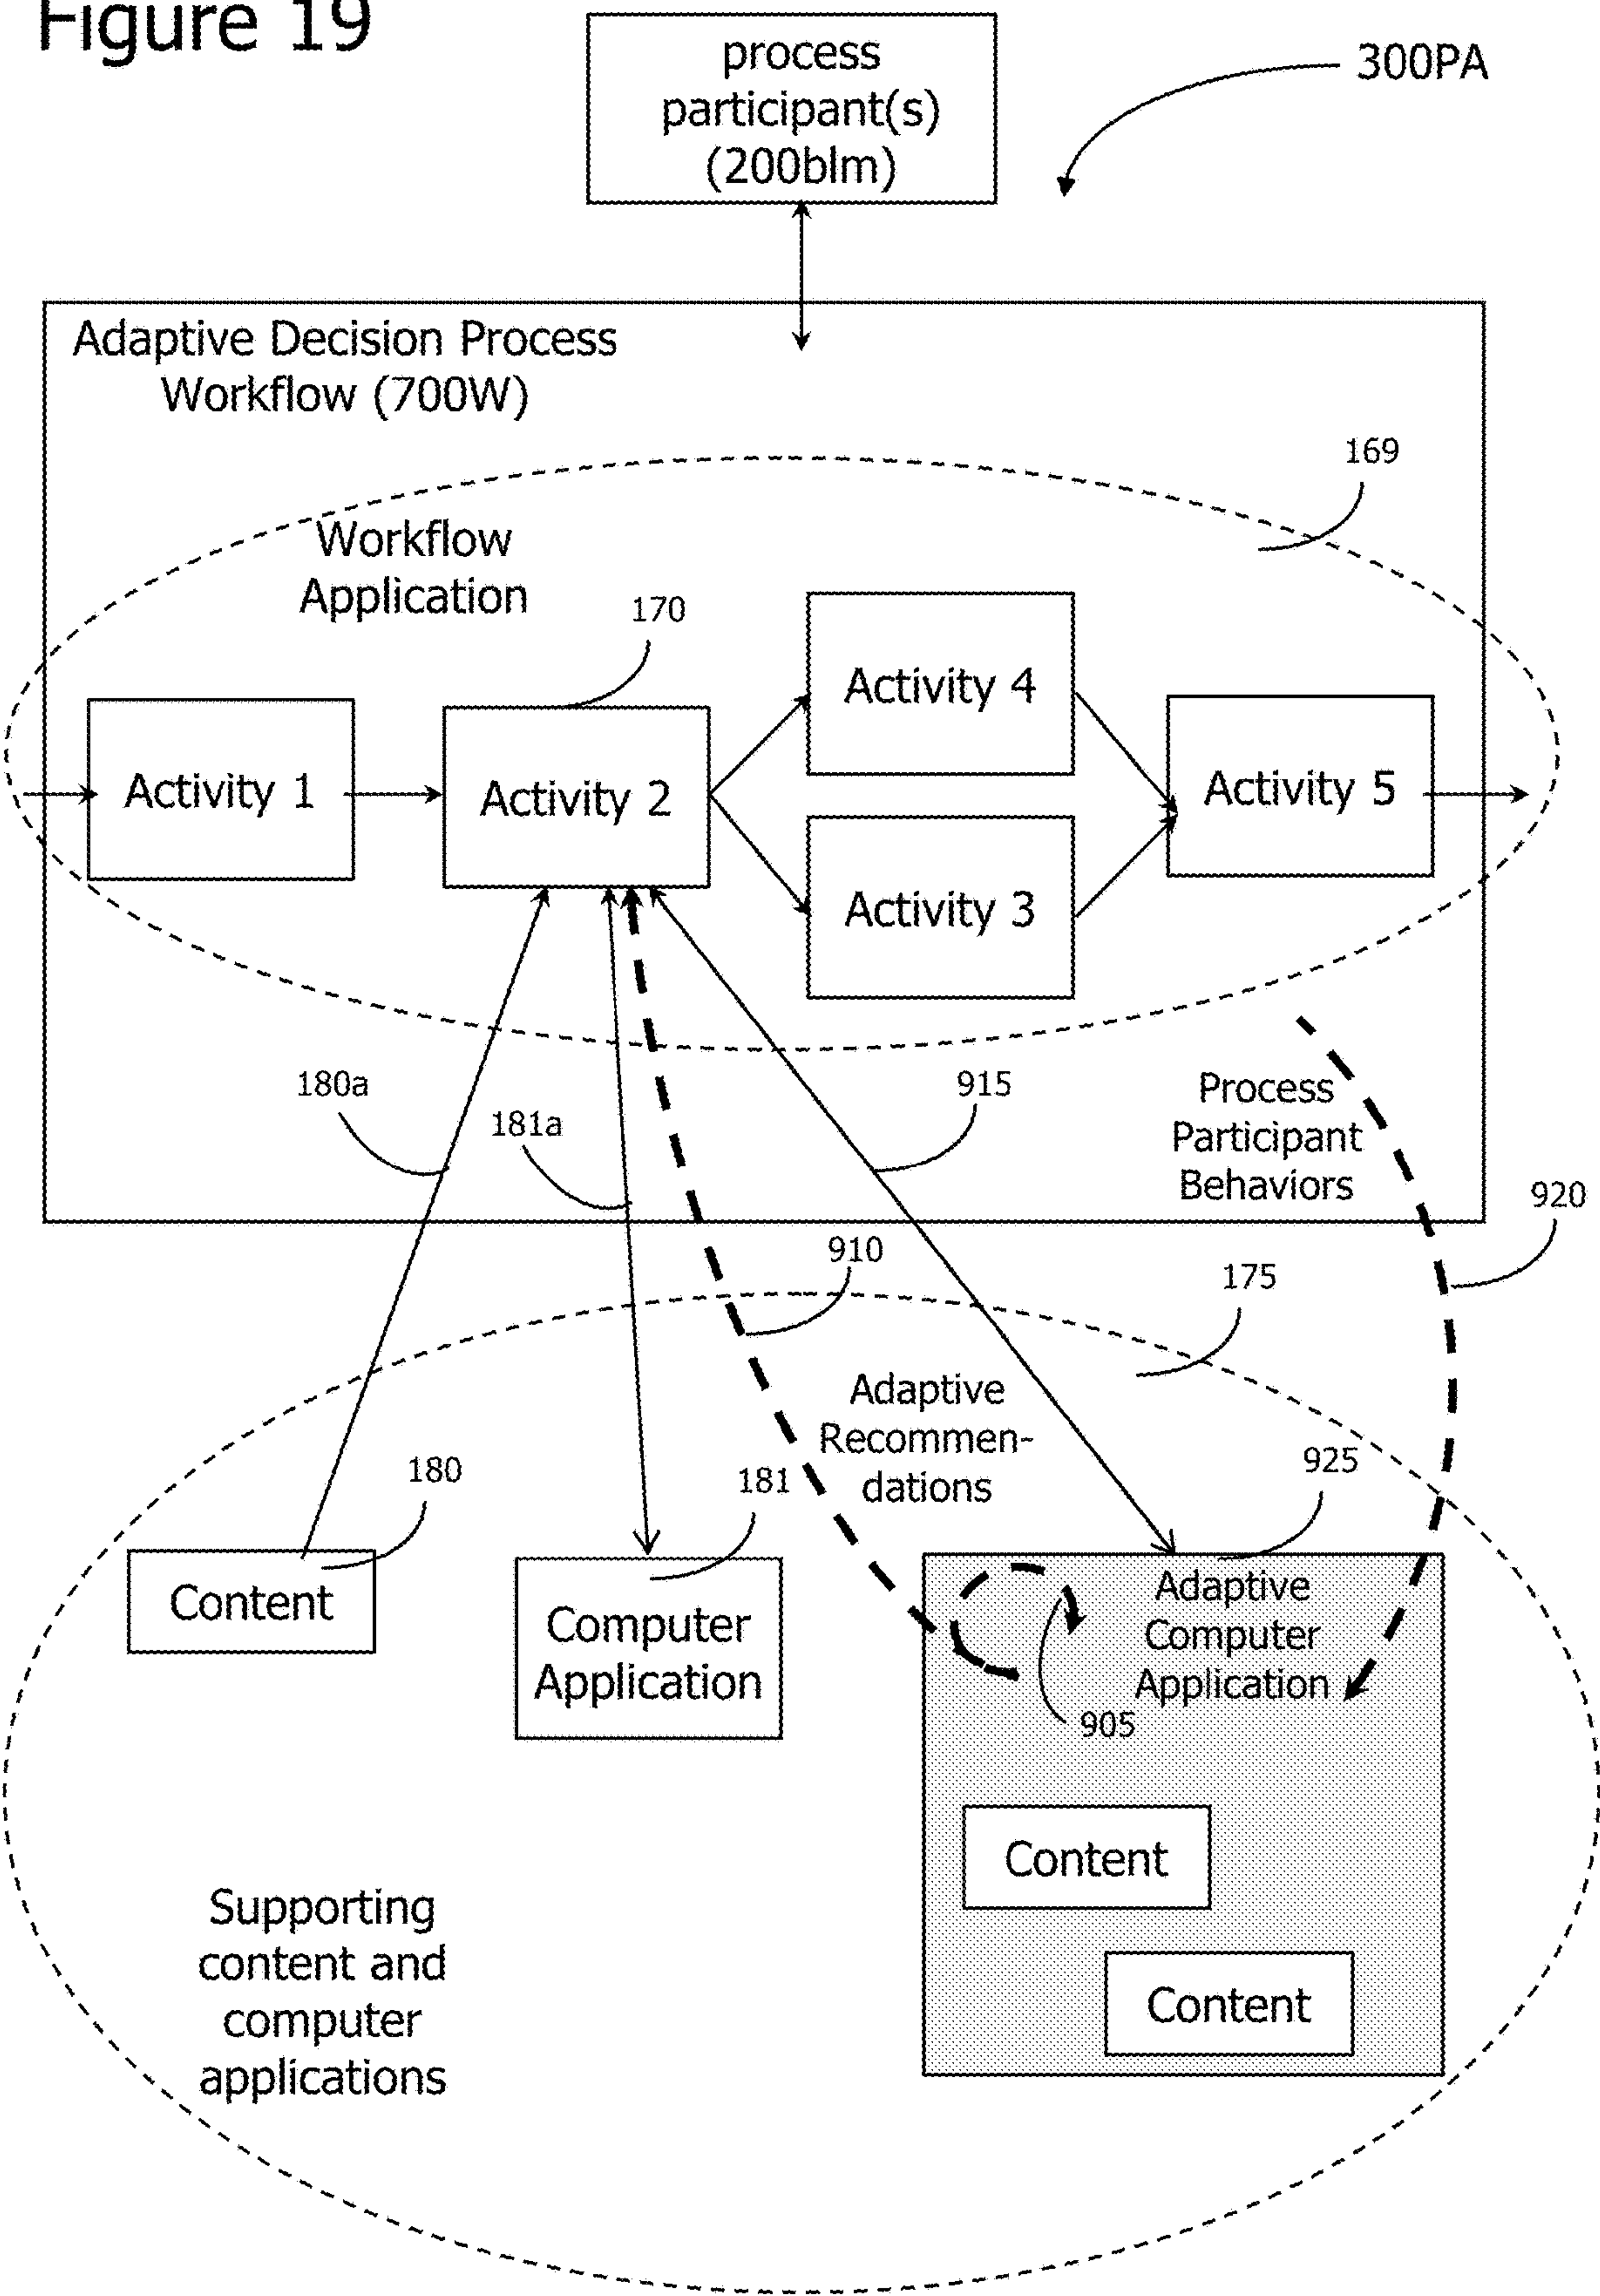 Figure 19
process
participant(s)
(200blm)
300PA
Adaptive Decision Process
Workflow (700W)
169
Workflow
Application
170
Activity 1
Activity 2
Activity 4
Activity 3
Activity 5
180a
181a
915
Process
Participant
Behaviors
920
910
175
Adaptive
Recommen-
dations
180
181
925
Content
Computer
Application
Adaptive
Computer
Application
905
Content
Content
Supporting
content and
computer
applications